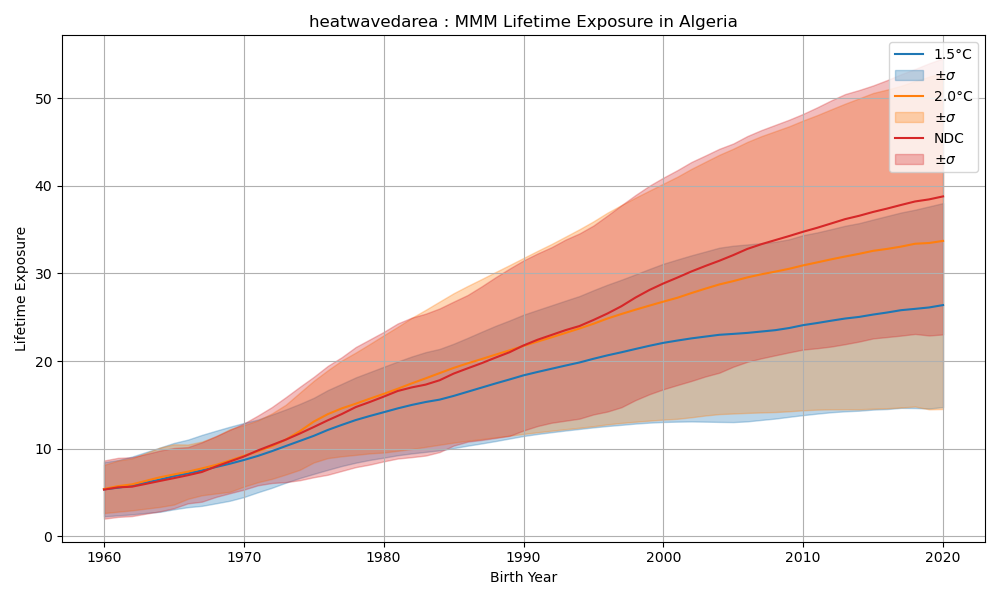 heatwavedarea : MMM Lifetime Exposure in Algeria
1.5°C
±σ
2.0°C
±σ
NDC
±σ
Lifetime Exposure
50
40
30
20
10
0
1960 1970 1980 1990 2000 2010 2020
Birth Year